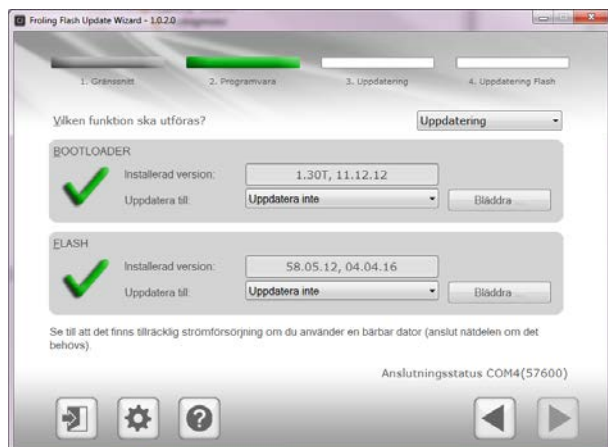 Froling Flash Update Wizard - 1.0.2.0
1. Gränssnitt
2. Programvara
3. Uppdatering
4. Uppdatering Flash
Vilken funktion ska utföras?
Uppdatering
BOOTLOADER
Installerad version:
1.30T, 11.12.12
Uppdatera till:
Uppdatera inte
Bläddra ...
FLASH
Installerad version:
58.05.12, 04.04.16
Uppdatera till:
Uppdatera inte
Bläddra ...
Se till att det finns tillräcklig strömförsörjning om du använder en bärbar dator (anslut nätdelen om det
behövs).
Anslutningsstatus COM4(57600)